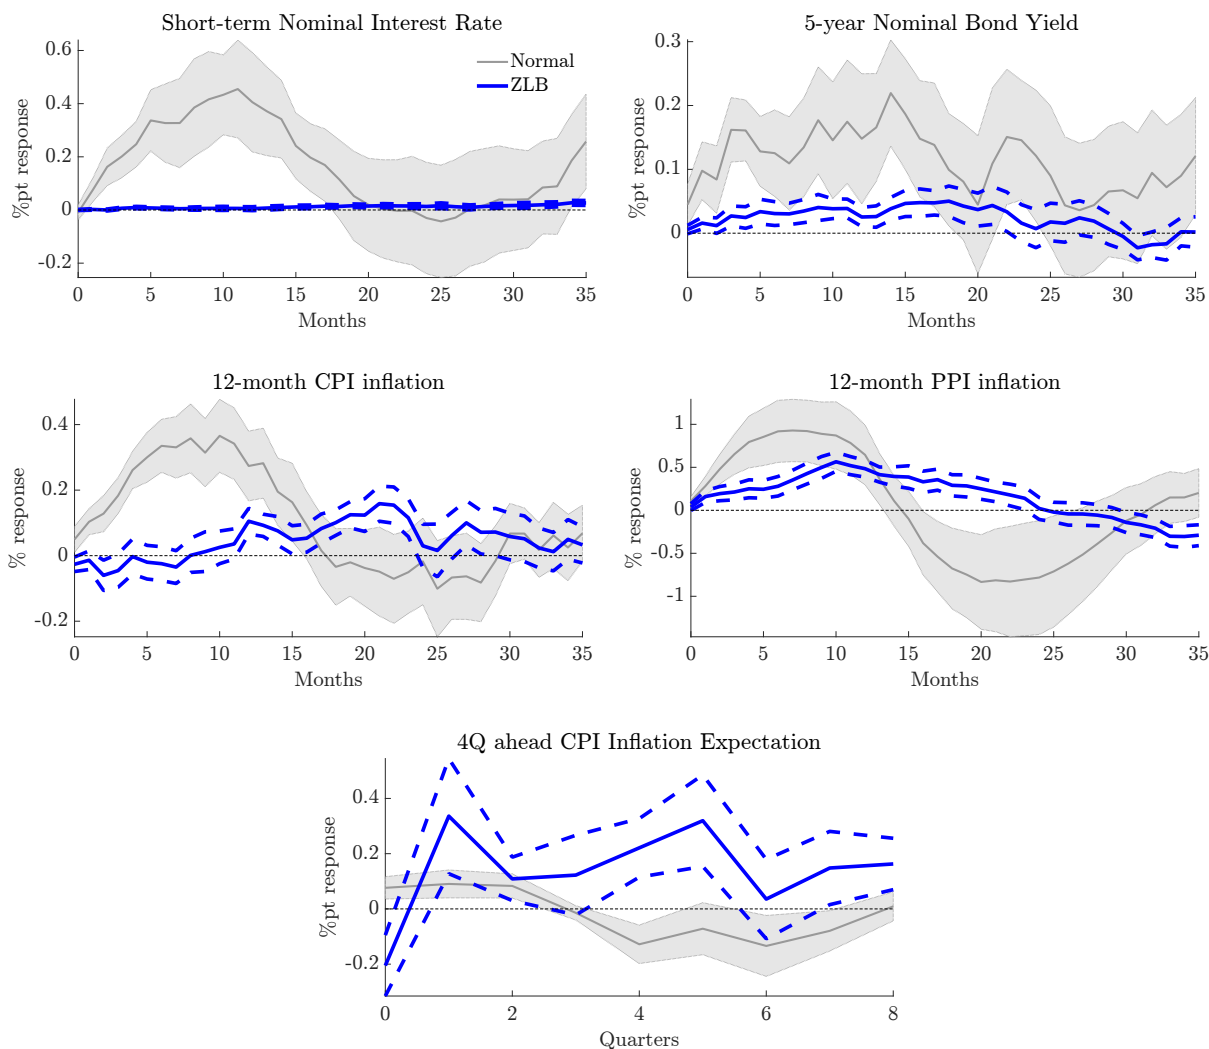 Short-term Nominal Interest Rate
%pt response
0.6
0.4
0.2
0
-0.2
Normal
ZLB
0 5 10 15 20 25 30 35
Months
5-year Nominal Bond Yield
%pt response
0.3
0.2
0.1
0
0 5 10 15 20 25 30 35
Months
12-month CPI inflation
% response
0.4
0.2
0
-0.2
0 5 10 15 20 25 30 35
Months
12-month PPI inflation
% response
1
0.5
0
-0.5
-1
0 5 10 15 20 25 30 35
Months
4Q ahead CPI Inflation Expectation
%pt response
0.4
0.2
0
-0.2
0 2 4 6 8
Quarters